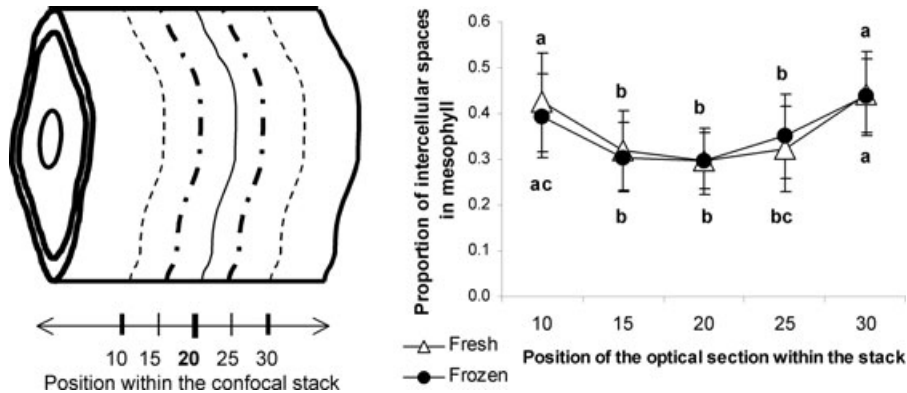 10 15 20 25 30
Position within the confocal stack
Proportion of intercellular spaces
in mesophyll
0.6
0.5
0.4
0.3
0.2
0.1
0.0
a
b
b
b
a
ac
b
b
bc
a
10 15 20 25 30
Position of the optical section within the stack
Fresh
Frozen